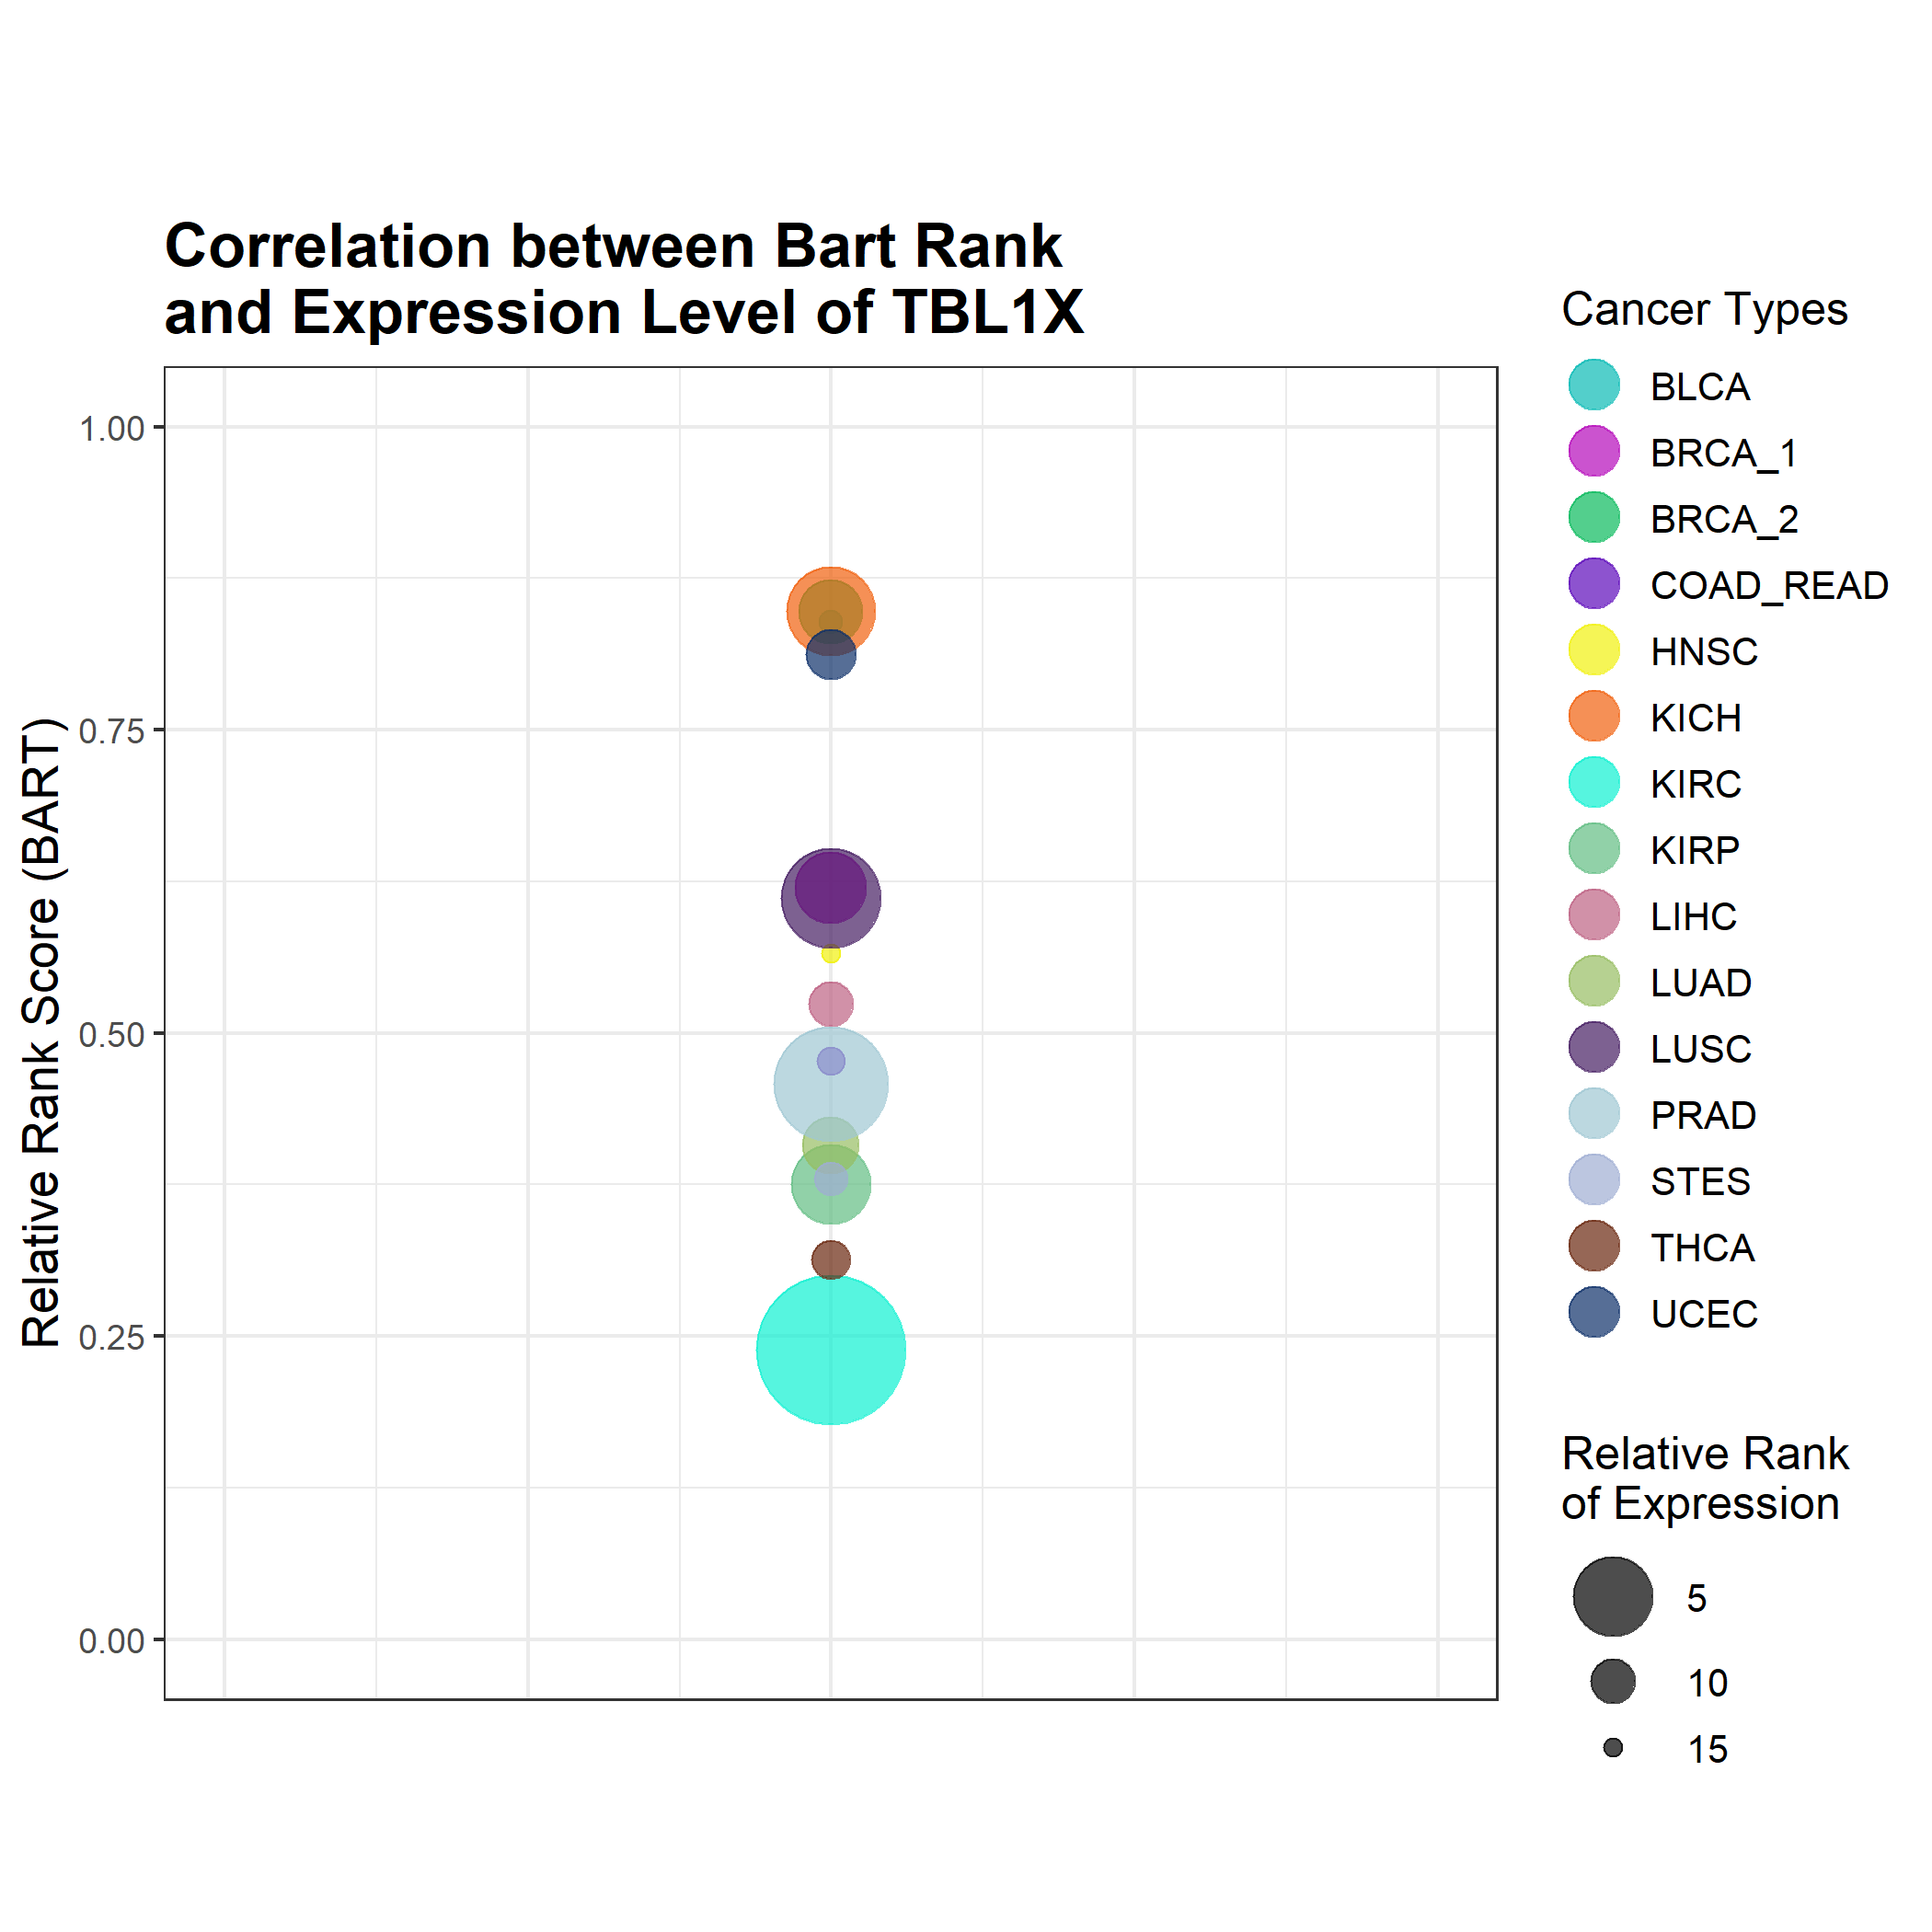 Correlation between Bart Rank
and Expression Level of TBL1X
Relative Rank Score (BART)
1.00
0.75
0.50
0.25
0.00
Cancer Types
BLCA
BRCA_1
BRCA_2
COAD_READ
HNSC
KICH
KIRC
KIRP
LIHC
LUAD
LUSC
PRAD
STES
THCA
UCEC
Relative Rank
of Expression
5
10
15